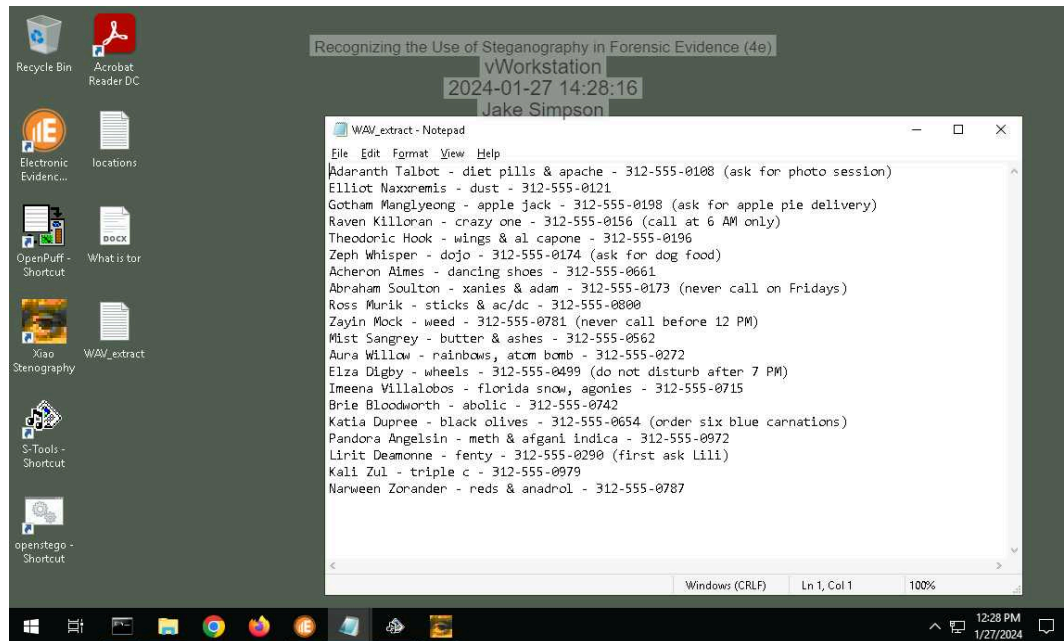 Recycle Bin
Acrobat
Reader DC
Electronic
Evidenc...
locations
OpenPuff -
Shortcut
DOCX
What is tor
Xiao
Stenography
WAV_extract
S-Tools -
Shortcut
openstego -
Shortcut
Recognizing the Use of Steganography in Forensic Evidence (4e)
vWorkstation
2024-01-27 14:28:16
Jake Simpson
WAV_extract - Notepad
File Edit Format View Help
Adaranth Talbot - diet pills & apache - 312-555-0108 (ask for photo session)
Elliot Naxxremis - dust - 312-555-0121
Gotham Manglyeong - apple jack - 312-555-0198 (ask for apple pie delivery)
Raven Killoran - crazy one - 312-555-0156 (call at 6 AM only)
Theodoric Hook - wings & al capone - 312-555-0196
Zeph Whisper - dojo - 312-555-0174 (ask for dog food)
Acheron Aimes - dancing shoes - 312-555-0661
Abraham Soulton - xanies & adam - 312-555-0173 (never call on Fridays)
Ross Murik - sticks & ac/dc - 312-555-0800
Zayin Mock - weed - 312-555-0781 (never call before 12 PM)
Mist Sangrey - butter & ashes - 312-555-0562
Aura Willow - rainbows, atom bomb - 312-555-0272
Elza Digby - wheels - 312-555-0499 (do not disturb after 7 PM)
Imeena Villalobos - florida snow, agonies - 312-555-0715
Brie Bloodworth - abolic - 312-555-0742
Katia Dupree - black olives - 312-555-0654 (order six blue carnations)
Pandora Angelsin - meth & afgani indica - 312-555-0972
Lirit Deamonne - fenty - 312-555-0290 (first ask Lili)
Kali Zul - triple c - 312-555-0979
Narween Zorander - reds & anadrol - 312-555-0787
Windows (CRLF) Ln 1, Col 1 100%
12:28 PM
1/27/2024